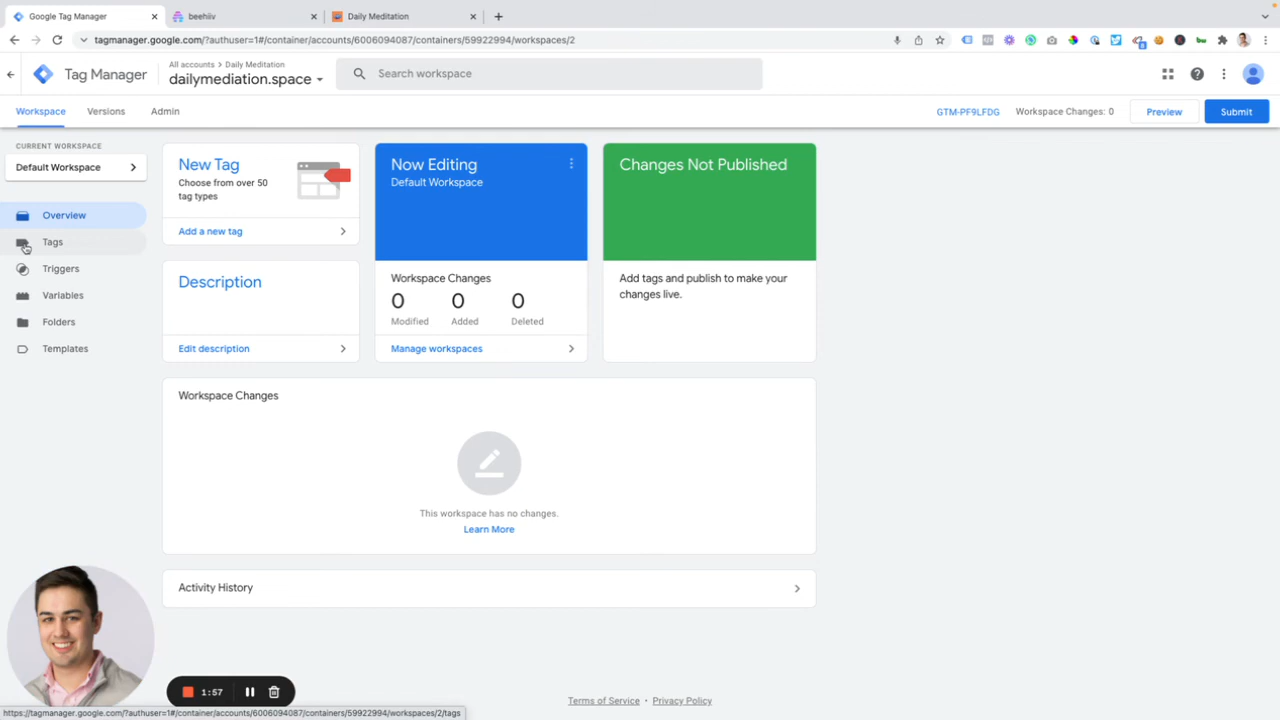 Google Tag Manager
beehiiv
Daily Meditation
tagmanager.google.com/?authuser=1#/container/accounts/6006094087/containers/59922994/workspaces/2
Tag Manager
All accounts > Daily Meditation
dailymediation.space
Search workspace
Workspace
Versions
Admin
GTM-PF9LFDG
Workspace Changes: 0
Preview
Submit
CURRENT WORKSPACE
Default Workspace
Overview
Tags
Triggers
Variables
Folders
Templates
New Tag
Choose from over 50
tag types
Add a new tag
Description
Edit description
Now Editing
Default Workspace
Workspace Changes
0
Modified
0
Added
0
Deleted
Manage workspaces
Changes Not Published
Add tags and publish to make your
changes live.
Workspace Changes
This workspace has no changes.
Learn More
Activity History
1:57
Terms of Service • Privacy Policy
https://tagmanager.google.com/?authuser=1#/container/accounts/6006094087/containers/59922994/workspaces/2/tags